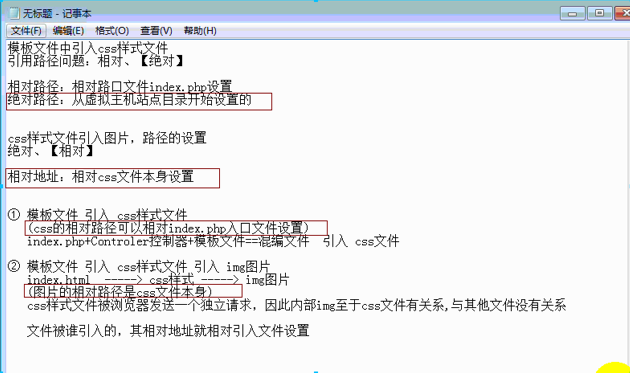 无标题 - 记事本
文件(F) 编辑(E) 格式(O) 查看(V) 帮助(H)
模板文件中引入css样式文件
引用路径问题：相对、【绝对】
相对路径：相对路口文件index.php设置
绝对路径：从虚拟主机站点目录开始设置的
css样式文件引入图片，路径的设置
绝对、【相对】
相对地址：相对css文件本身设置
① 模板文件 引入 css样式文件
(css的相对路径可以相对index.php入口文件设置)
index.php+Controler控制器+模板文件==混编文件 引入 css文件
② 模板文件 引入 css样式文件 引入 img图片
index.html -----> css样式 -----> img图片
(图片的相对路径是css文件本身)
css样式文件被浏览器发送一个独立请求，因此内部img至于css文件有关系,与其他文件没有关系
文件被谁引入的，其相对地址就相对引入文件设置